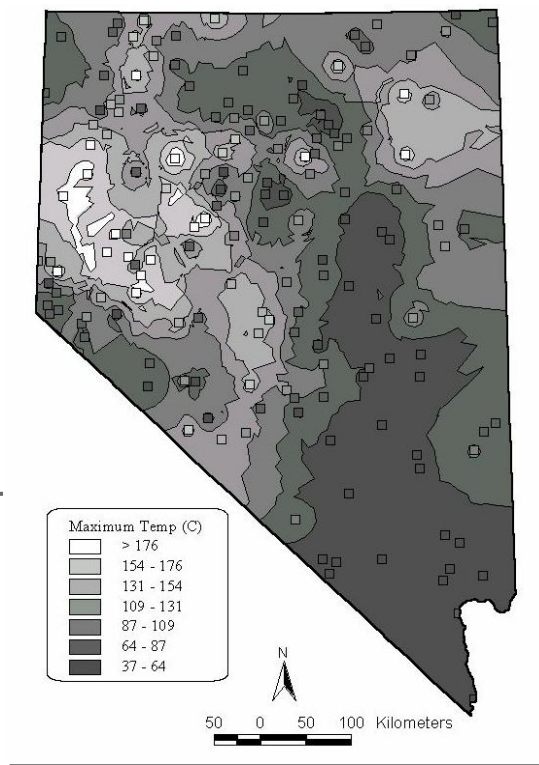 Maximum Temp (C)
> 176
154 - 176
131 - 154
109 - 131
87 - 109
64 - 87
37 - 64
N
50 0 50 100 Kilometers